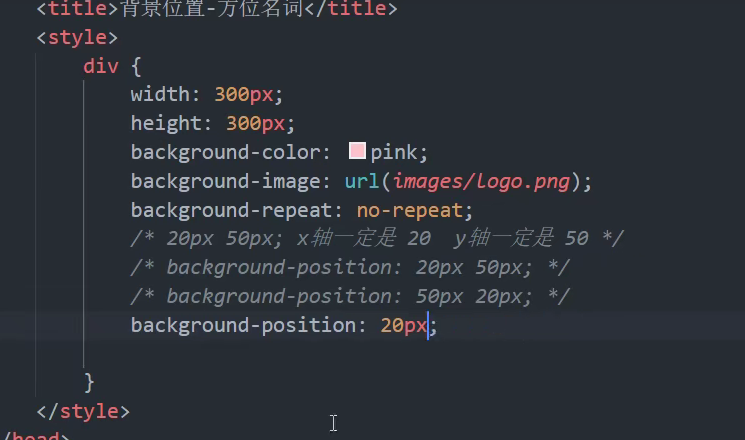 <title>背景位置-方位名词</title>
<style>
div {
width: 300px;
height: 300px;
background-color: pink;
background-image: url(images/logo.png);
background-repeat: no-repeat;
/* 20px 50px; x轴一定是 20  y轴一定是 50 */
/* background-position: 20px 50px; */
/* background-position: 50px 20px; */
background-position: 20px;
}
</style>
/head>